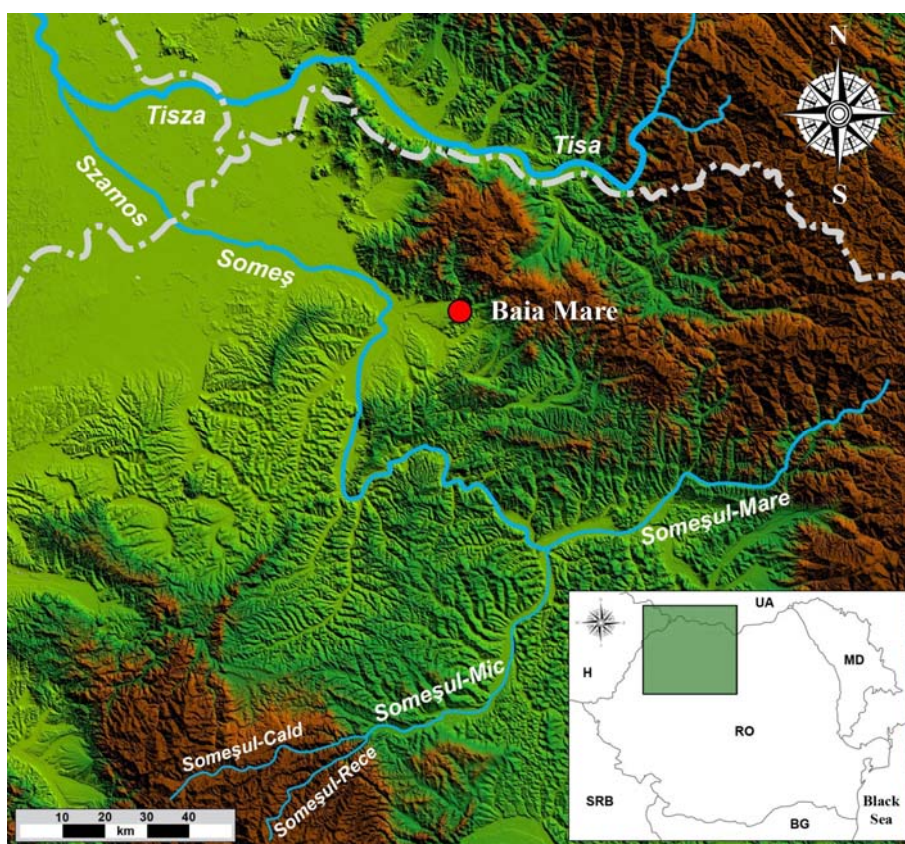 N
S
Tisza
Tisa
Szamos
Someş
Baia Mare
Someşul-Mare
Someşul-Mic
Someşul-Cald
Someşul-Rece
10 20 30 40
km
UA
H
MD
RO
SRB
BG
Black
Sea